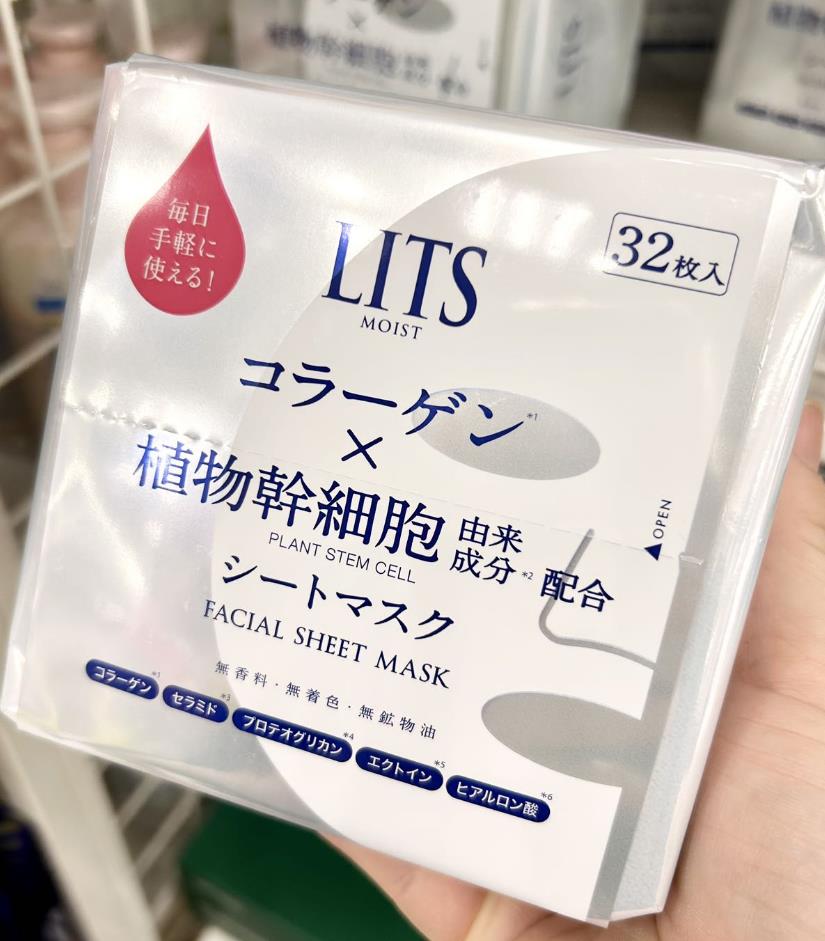 毎日
手軽に
使える!
LITS
MOIST
32枚入
コラーゲン*1
×
植物幹細胞由来成分*2配合
PLANT STEM CELL
シートマスク
FACIAL SHEET MASK
OPEN
無香料・無着色・無鉱物油
コラーゲン*1 セラミド*3 プロテオグリカン*4 エクトイン*5 ヒアルロン酸*6